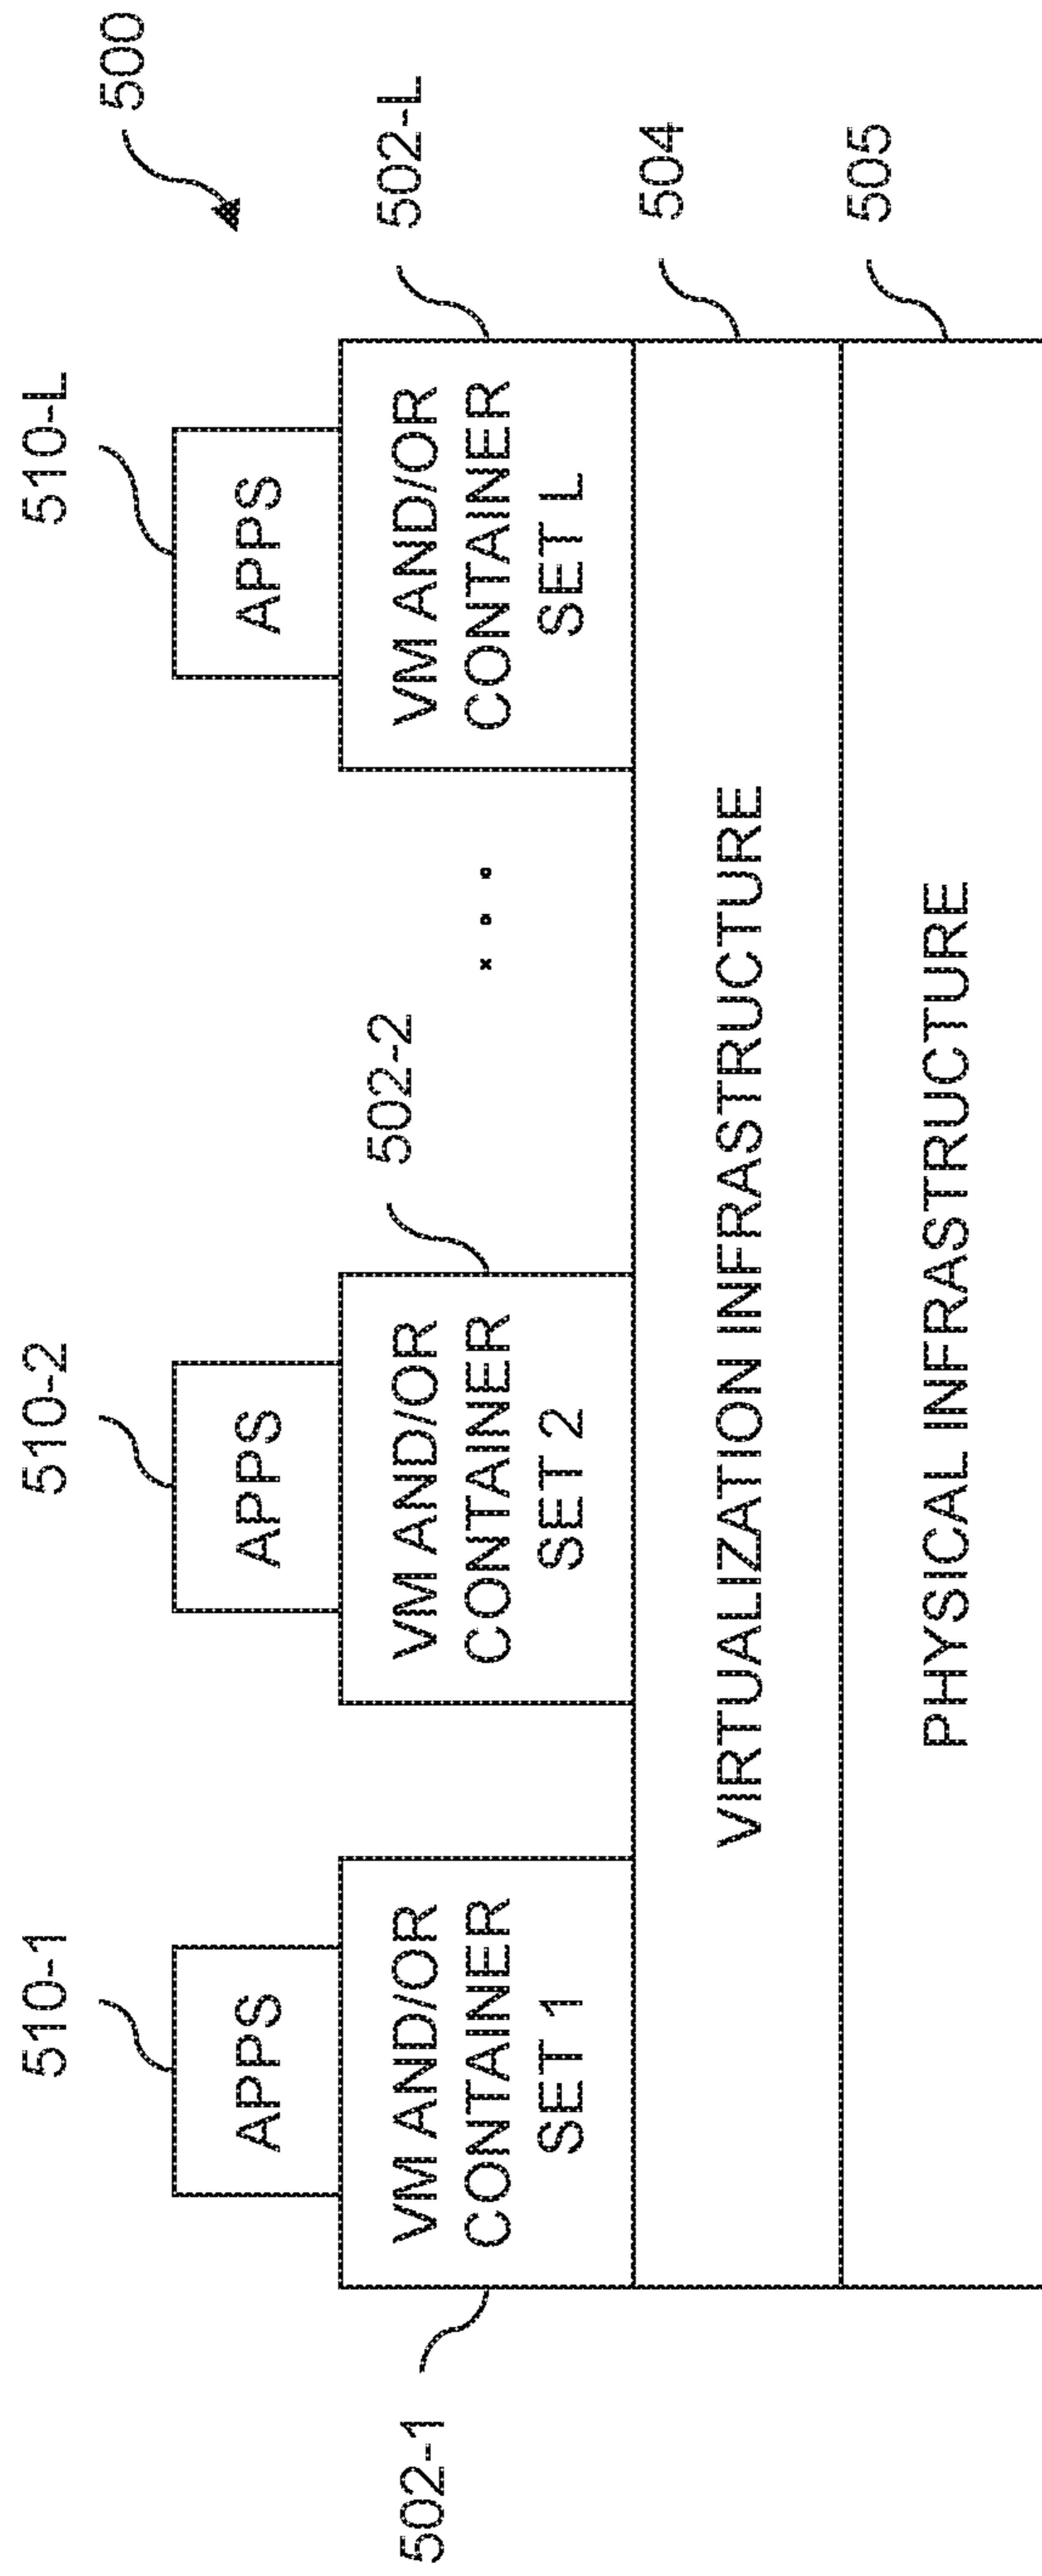 500
510-1
510-2
510-L
APPS
APPS
APPS
502-1
VM AND/OR
CONTAINER
SET 1
VM AND/OR
CONTAINER
SET 2
502-2
VM AND/OR
CONTAINER
SET L
502-L
VIRTUALIZATION INFRASTRUCTURE
504
PHYSICAL INFRASTRUCTURE
505